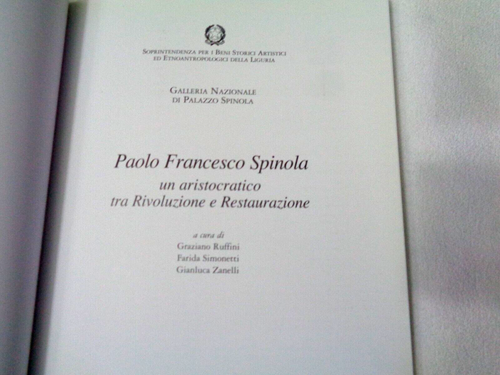 Soprintendenza per i Beni Storici Artistici
ed Etnoantropologici della Liguria
Galleria Nazionale
di Palazzo Spinola
Paolo Francesco Spinola
un aristocratico
tra Rivoluzione e Restaurazione
a cura di
Graziano Ruffini
Farida Simonetti
Gianluca Zanelli